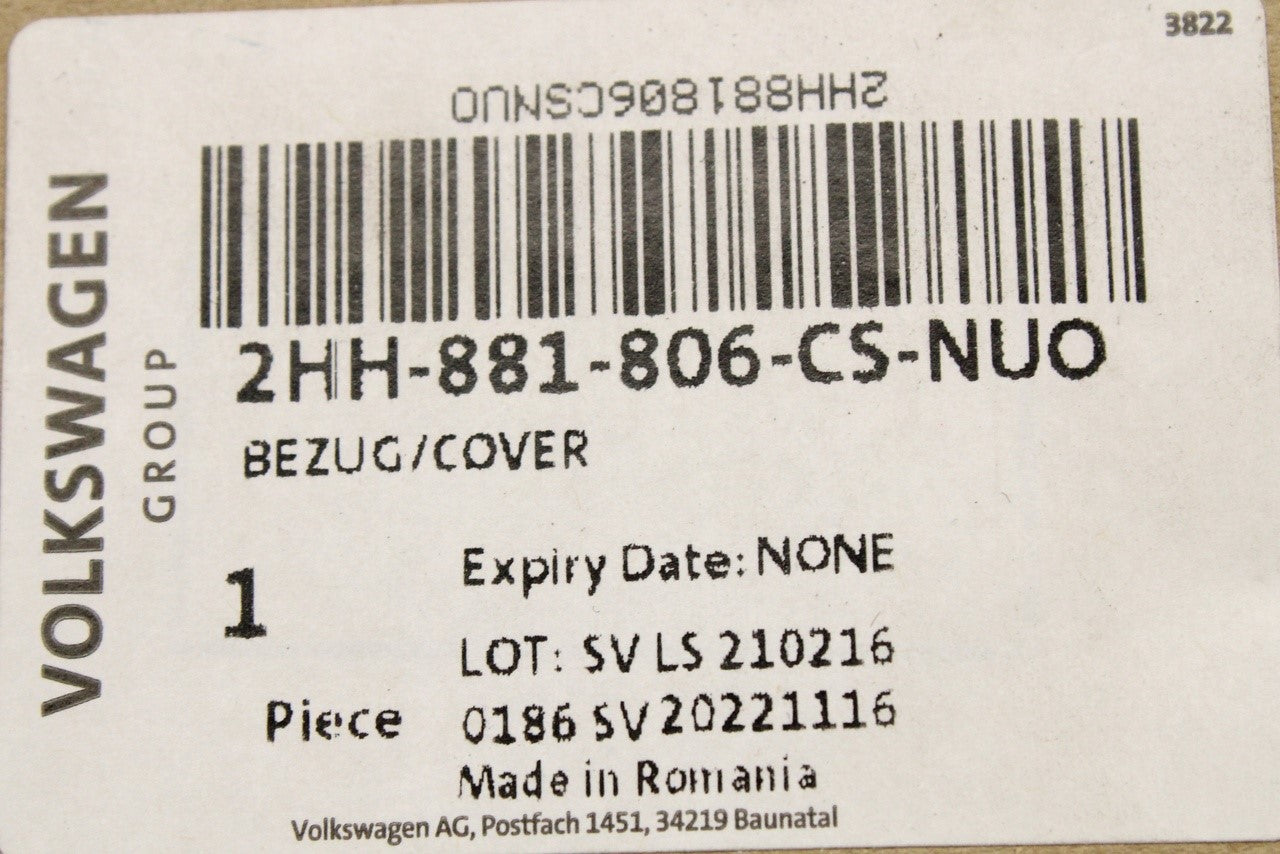 3822
2HH881806CSNUO
2HH-881-806-CS-NUO
BEZUG/COVER
VOLKSWAGEN
GROUP
1
Piece
Expiry Date: NONE
LOT: SV LS 210216
0186 SV 20221116
Made in Romania
Volkswagen AG, Postfach 1451, 34219 Baunatal